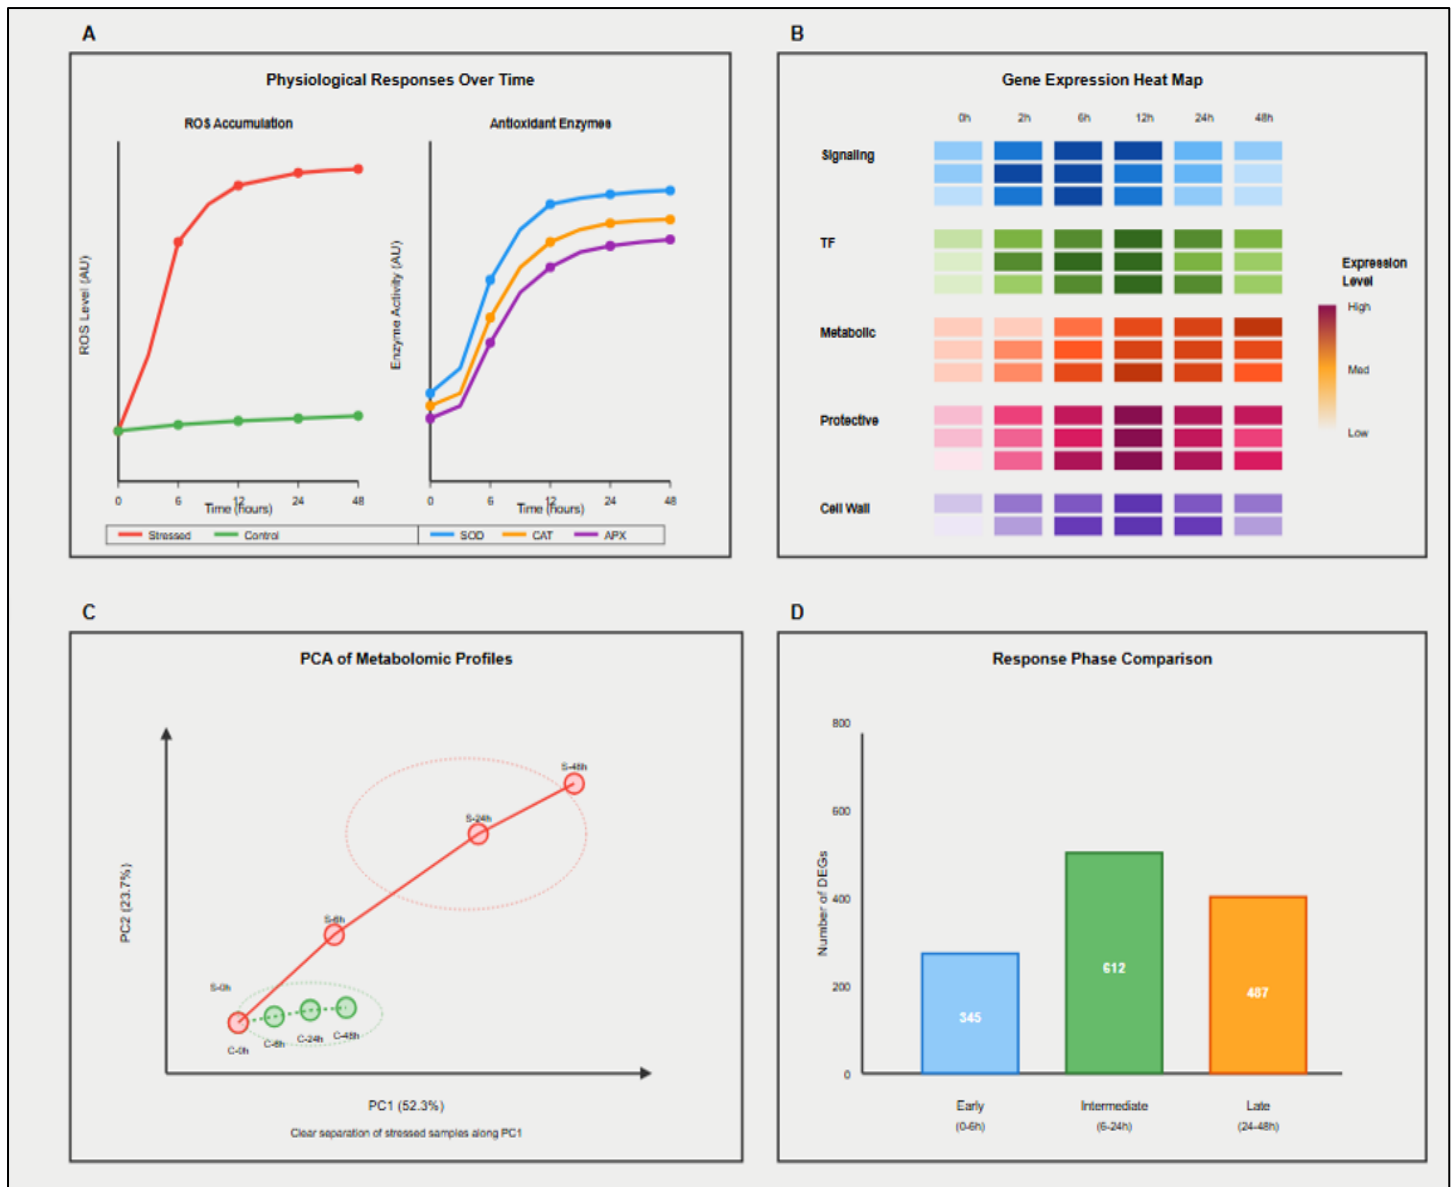 A
Physiological Responses Over Time
ROS Accumulation
Antioxidant Enzymes
ROS Level (AU)
Enzyme Activity (AU)
0 6 12 24 48
Time (hours)
0 6 12 24 48
Time (hours)
Stressed Control
SOD CAT APX
B
Gene Expression Heat Map
0h 2h 6h 12h 24h 48h
Signaling
TF
Metabolic
Protective
Cell Wall
Expression
Level
High
Med
Low
C
PCA of Metabolomic Profiles
PC2 (23.7%)
S-48h
S-24h
S-6h
S-0h
C-0h C-6h C-24h C-48h
PC1 (52.3%)
Clear separation of stressed samples along PC1
D
Response Phase Comparison
Number of DEGs
800
600
400
200
0
345
612
487
Early Intermediate Late
(0-6h) (6-24h) (24-48h)